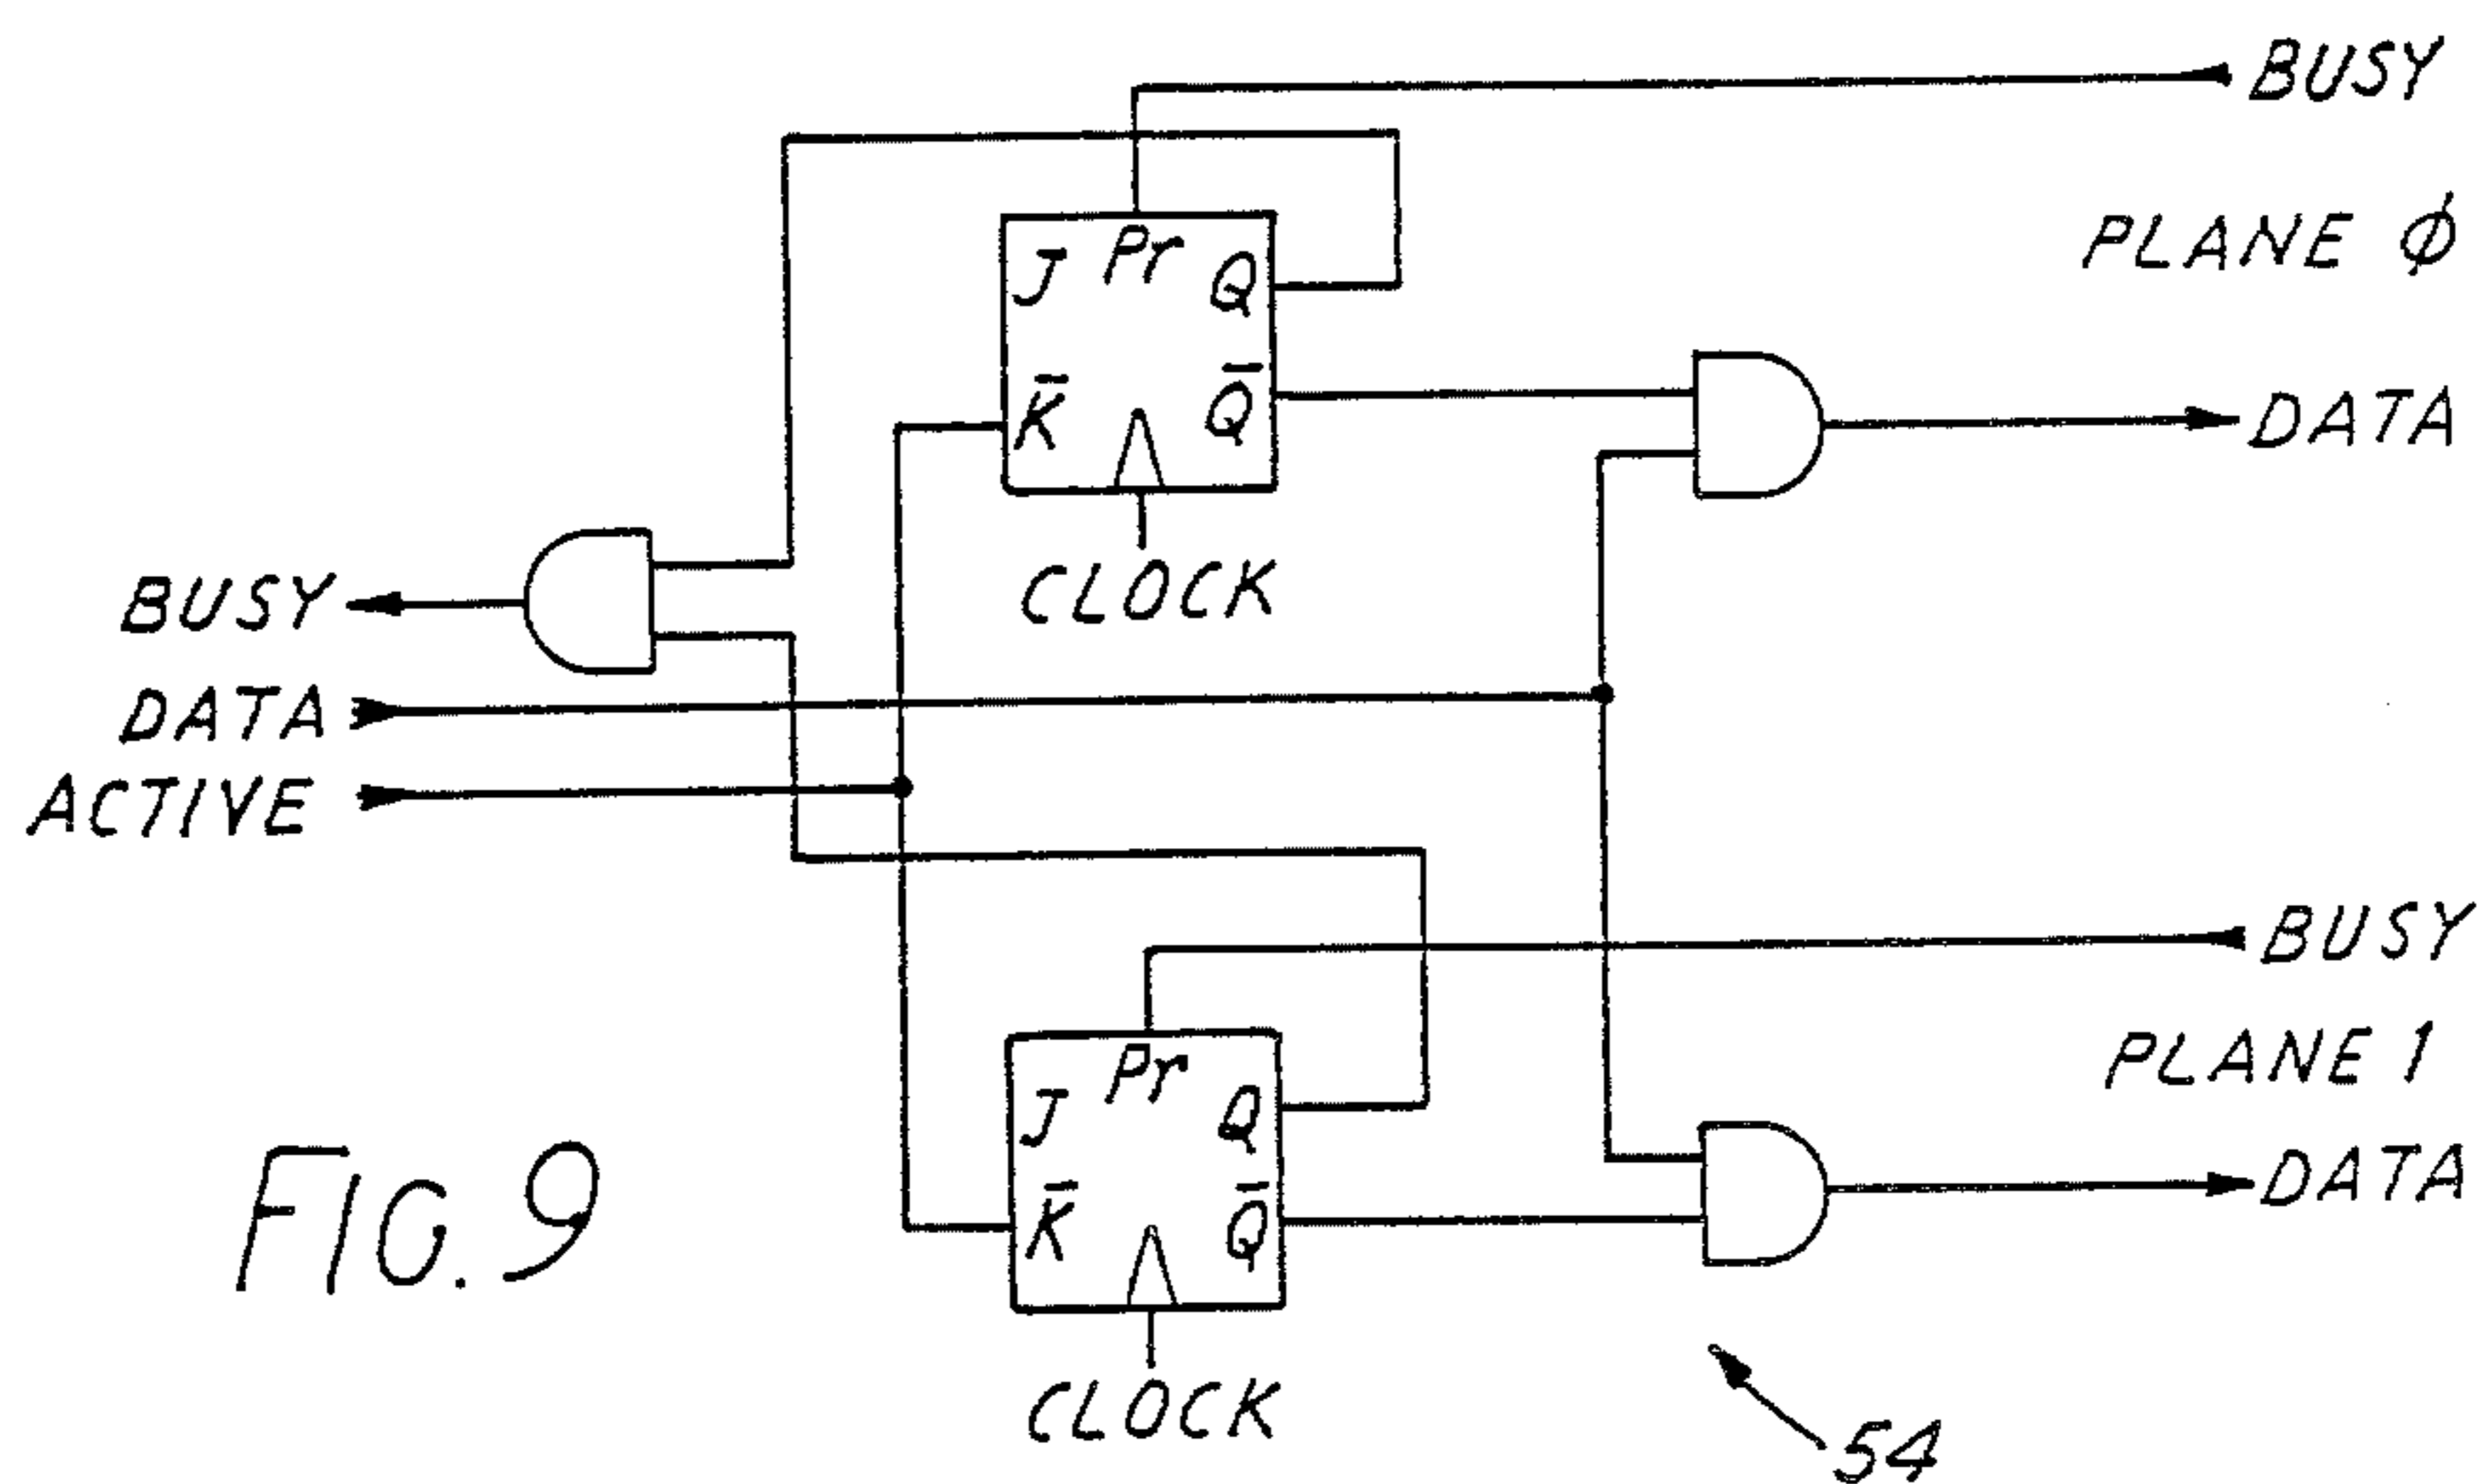 BUSY
PLANE Ø
J Pr Q
K̅ Q̅
DATA
CLOCK
BUSY
DATA
ACTIVE
BUSY
PLANE 1
J Pr Q
K̅ Q̅
DATA
CLOCK
FIG. 9
54